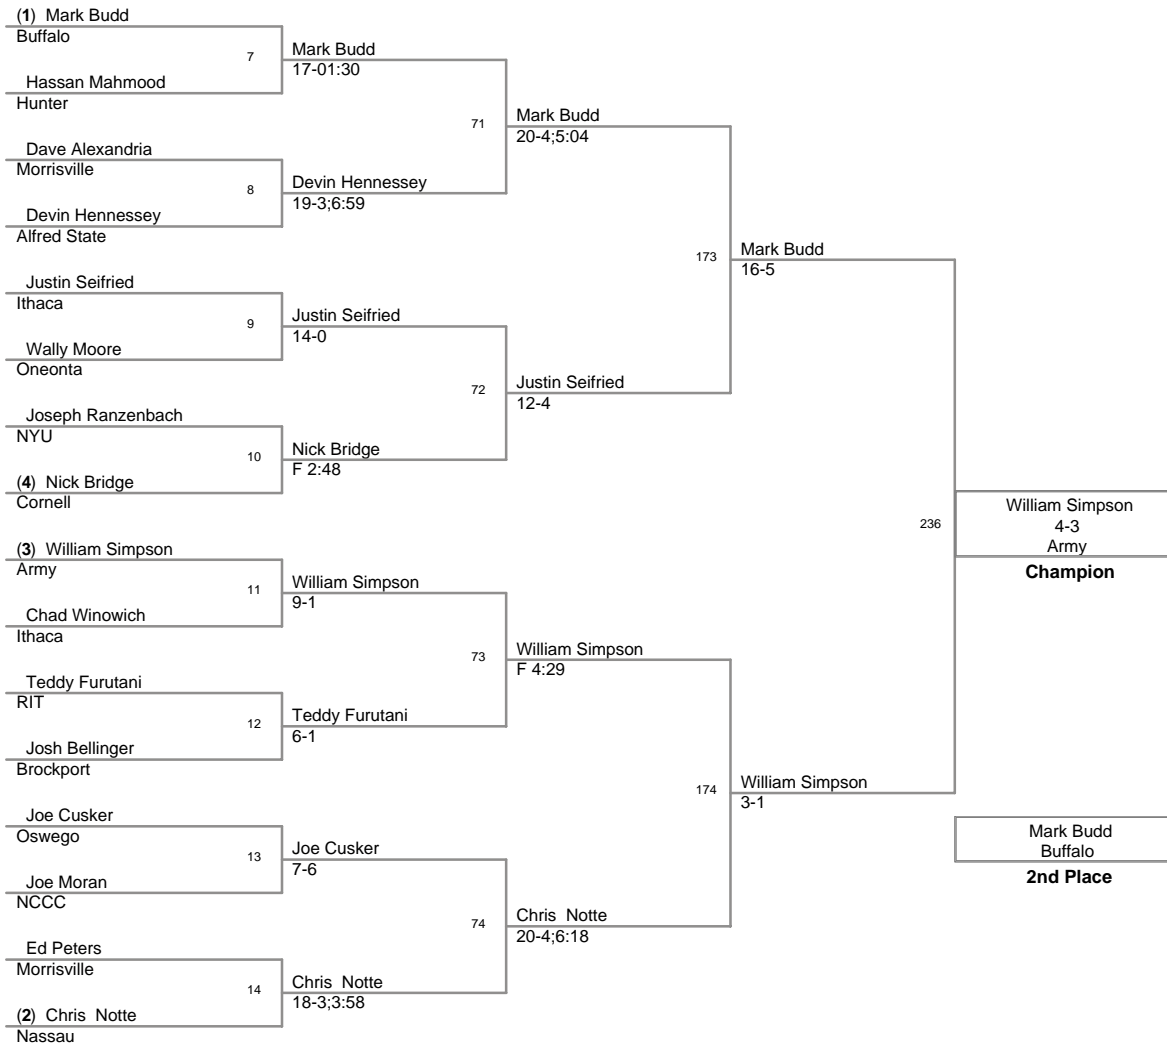 (1) Mark Budd
Buffalo
7
Hassan Mahmood
Hunter
Mark Budd
17-01:30
Dave Alexandria
Morrisville
8
Devin Hennessey
Alfred State
Devin Hennessey
19-3;6:59
71
Mark Budd
20-4;5:04
Justin Seifried
Ithaca
9
Wally Moore
Oneonta
Justin Seifried
14-0
Joseph Ranzenbach
NYU
10
(4) Nick Bridge
Cornell
Nick Bridge
F 2:48
72
Justin Seifried
12-4
173
Mark Budd
16-5
(3) William Simpson
Army
11
Chad Winowich
Ithaca
William Simpson
9-1
Teddy Furutani
RIT
12
Josh Bellinger
Brockport
Teddy Furutani
6-1
73
William Simpson
F 4:29
Joe Cusker
Oswego
13
Joe Moran
NCCC
Joe Cusker
7-6
Ed Peters
Morrisville
14
(2) Chris Notte
Nassau
Chris Notte
18-3;3:58
74
Chris Notte
20-4;6:18
174
William Simpson
3-1
236
William Simpson
4-3
Army
Champion
Mark Budd
Buffalo
2nd Place